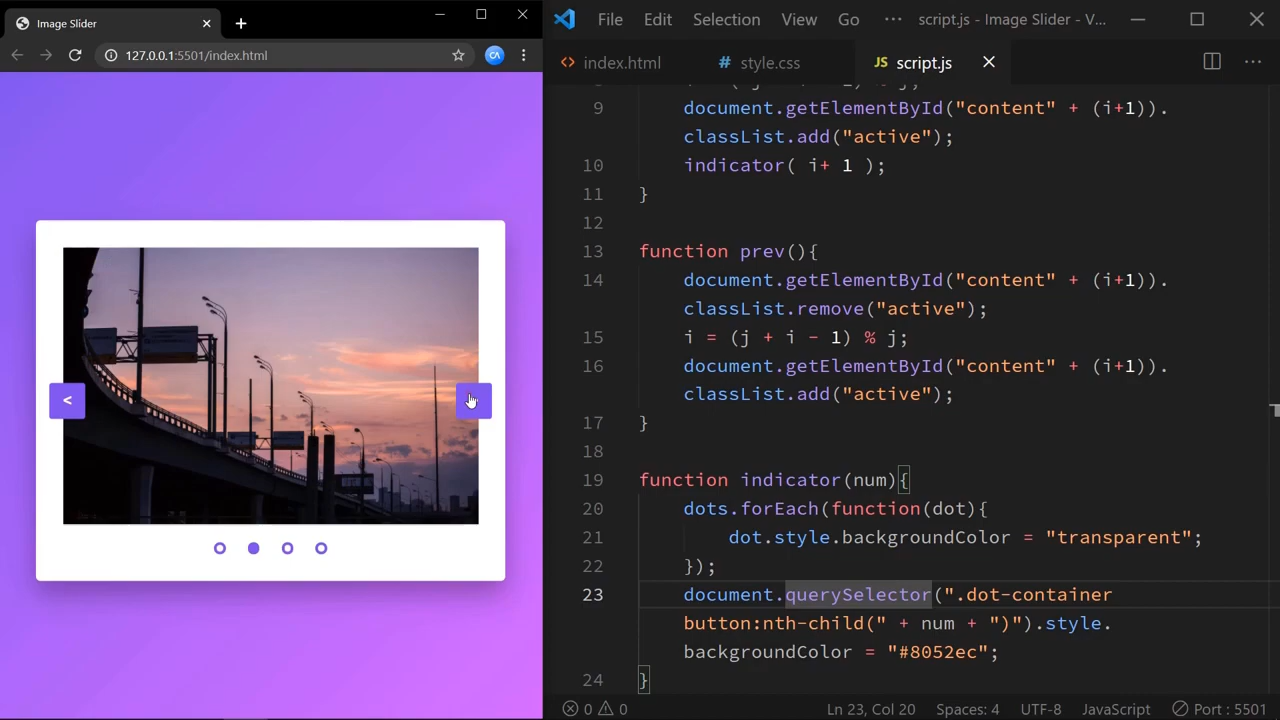 Image Slider
127.0.0.1:5501/index.html
<
File Edit Selection View Go ··· script.js - Image Slider - V...
index.html style.css JS script.js
9 document.getElementById("content" + (i+1)).
classList.add("active");
10 indicator( i+ 1 );
11 }
12
13 function prev(){
14 document.getElementById("content" + (i+1)).
classList.remove("active");
15 i = (j + i - 1) % j;
16 document.getElementById("content" + (i+1)).
classList.add("active");
17 }
18
19 function indicator(num){
20 dots.forEach(function(dot){
21 dot.style.backgroundColor = "transparent";
22 });
23 document.querySelector(".dot-container
button:nth-child(" + num + ")").style.
backgroundColor = "#8052ec";
24 }
0 0 Ln 23, Col 20 Spaces: 4 UTF-8 JavaScript Port : 5501